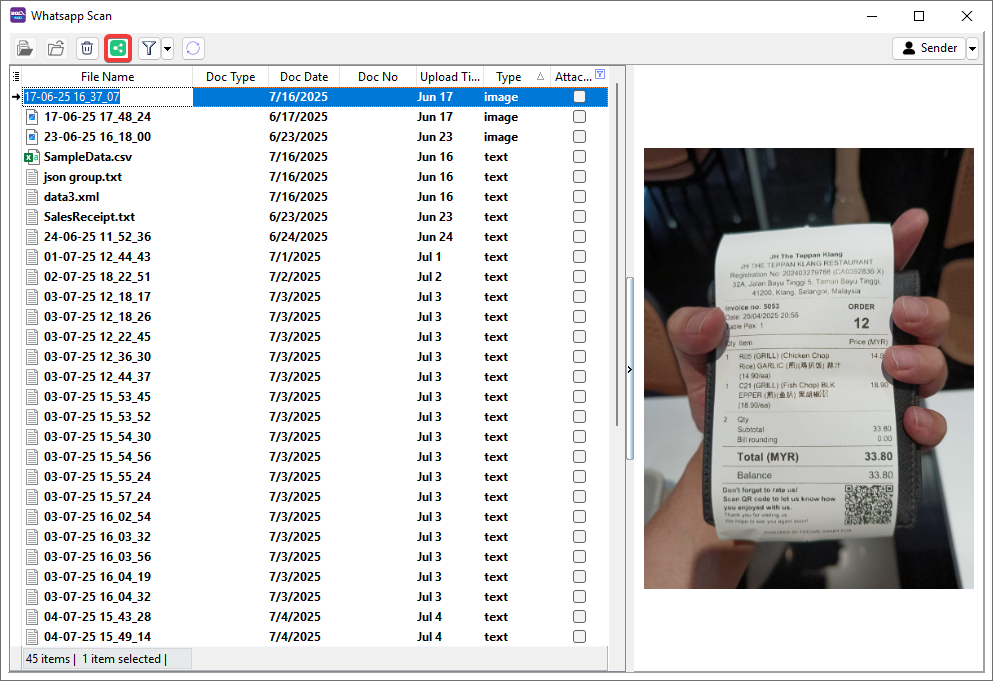 Whatsapp Scan
Sender
File Name Doc Type Doc Date Doc No Upload Ti... Type Attac...
17-06-25 16_37_07 7/16/2025 Jun 17 image
17-06-25 17_48_24 6/17/2025 Jun 17 image
23-06-25 16_18_00 6/23/2025 Jun 23 image
SampleData.csv 7/16/2025 Jun 16 text
json group.txt 7/16/2025 Jun 16 text
data3.xml 7/16/2025 Jun 16 text
SalesReceipt.txt 6/23/2025 Jun 23 text
24-06-25 11_52_36 6/24/2025 Jun 24 text
01-07-25 12_44_43 7/1/2025 Jul 1 text
02-07-25 18_22_51 7/2/2025 Jul 2 text
03-07-25 12_18_17 7/3/2025 Jul 3 text
03-07-25 12_18_26 7/3/2025 Jul 3 text
03-07-25 12_22_45 7/3/2025 Jul 3 text
03-07-25 12_36_30 7/3/2025 Jul 3 text
03-07-25 12_44_37 7/3/2025 Jul 3 text
03-07-25 15_53_45 7/3/2025 Jul 3 text
03-07-25 15_53_52 7/3/2025 Jul 3 text
03-07-25 15_54_30 7/3/2025 Jul 3 text
03-07-25 15_54_56 7/3/2025 Jul 3 text
03-07-25 15_55_24 7/3/2025 Jul 3 text
03-07-25 15_57_24 7/3/2025 Jul 3 text
03-07-25 16_02_54 7/3/2025 Jul 3 text
03-07-25 16_03_32 7/3/2025 Jul 3 text
03-07-25 16_03_56 7/3/2025 Jul 3 text
03-07-25 16_04_19 7/3/2025 Jul 3 text
03-07-25 16_04_32 7/3/2025 Jul 3 text
04-07-25 15_43_28 7/4/2025 Jul 4 text
04-07-25 15_49_14 7/4/2025 Jul 4 text
45 items | 1 item selected |
JH The Teppan Klang
JH THE TEPPAN KLANG RESTAURANT
Registration No: 202403279788 (CA0392836-X)
32A, Jalan Bayu Tinggi 5, Taman Bayu Tinggi,
41200, Klang, Selangor, Malaysia
Invoice no: 5053 ORDER
Date: 25/04/2025 20:56 12
Pax: 1
Item Price (MYR)
1 R05 (GRILL) (Chicken Chop 14.9
Rice) GARLIC (煎)(鸡扒饭) 蒜汁
(14.90/ea)
1 C21 (GRILL) (Fish Chop) BLK 18.90
EPPER (煎)(鱼扒) 黑胡椒
(18.90/ea)
2 Qty
Subtotal 33.80
Bill rounding 0.00
Total (MYR) 33.80
Balance 33.80
Don't forget to rate us!
Scan QR code to let us know how
you enjoyed with us.
Thank you for visiting us
We hope to see you again soon!